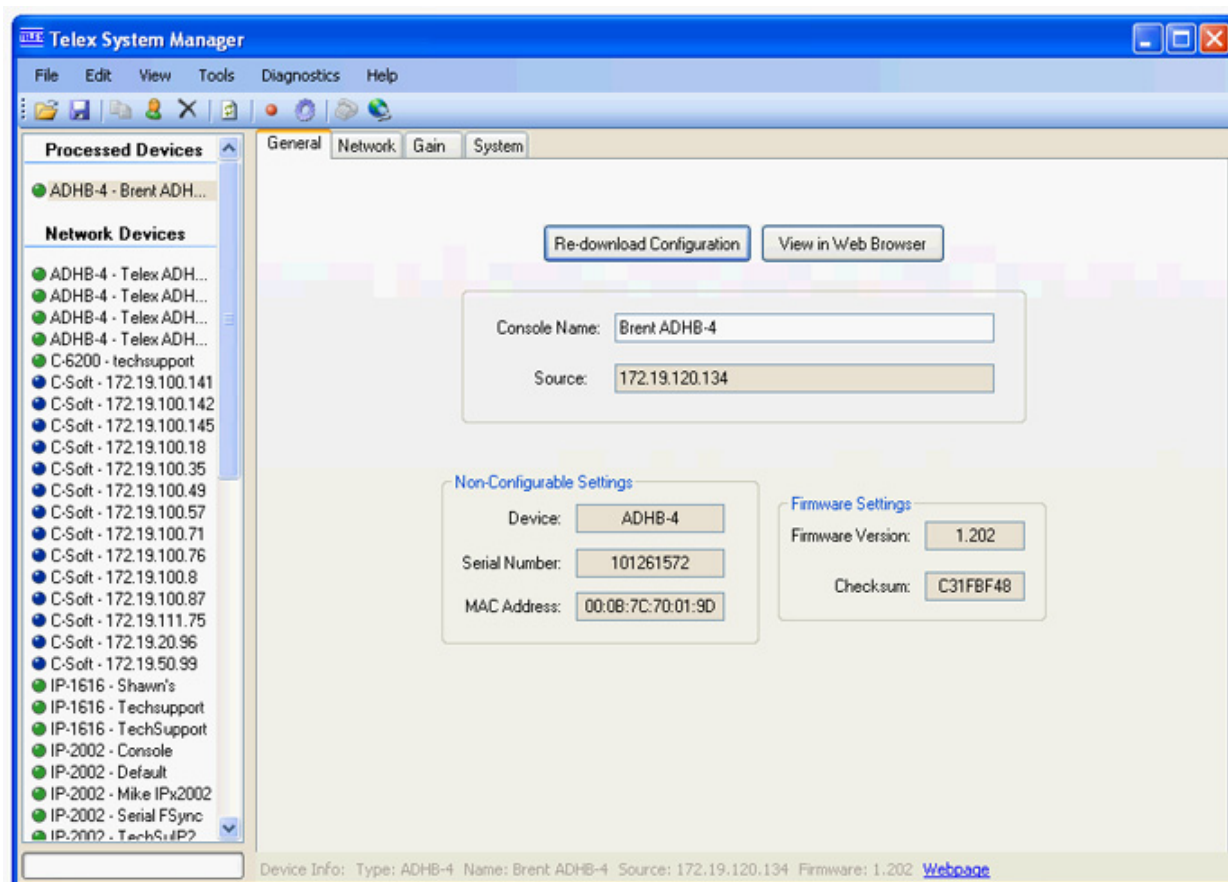 TELEX Telex System Manager
File Edit View Tools Diagnostics Help
Processed Devices
ADHB-4 - Brent ADH...
Network Devices
ADHB-4 - Telex ADH...
ADHB-4 - Telex ADH...
ADHB-4 - Telex ADH...
ADHB-4 - Telex ADH...
C-6200 - techsupport
C-Soft - 172.19.100.141
C-Soft - 172.19.100.142
C-Soft - 172.19.100.145
C-Soft - 172.19.100.18
C-Soft - 172.19.100.35
C-Soft - 172.19.100.49
C-Soft - 172.19.100.57
C-Soft - 172.19.100.71
C-Soft - 172.19.100.76
C-Soft - 172.19.100.8
C-Soft - 172.19.100.87
C-Soft - 172.19.111.75
C-Soft - 172.19.20.96
C-Soft - 172.19.50.99
IP-1616 - Shawn's
IP-1616 - Techsupport
IP-1616 - TechSupport
IP-2002 - Console
IP-2002 - Default
IP-2002 - Mike IPx2002
IP-2002 - Serial FSync
IP-2002 - TechSuIP2
General Network Gain System
Re-download Configuration View in Web Browser
Console Name: Brent ADHB-4
Source: 172.19.120.134
Non-Configurable Settings
Device: ADHB-4
Serial Number: 101261572
MAC Address: 00:0B:7C:70:01:9D
Firmware Settings
Firmware Version: 1.202
Checksum: C31FBF48
Device Info: Type: ADHB-4 Name: Brent ADHB-4 Source: 172.19.120.134 Firmware: 1.202 Webpage